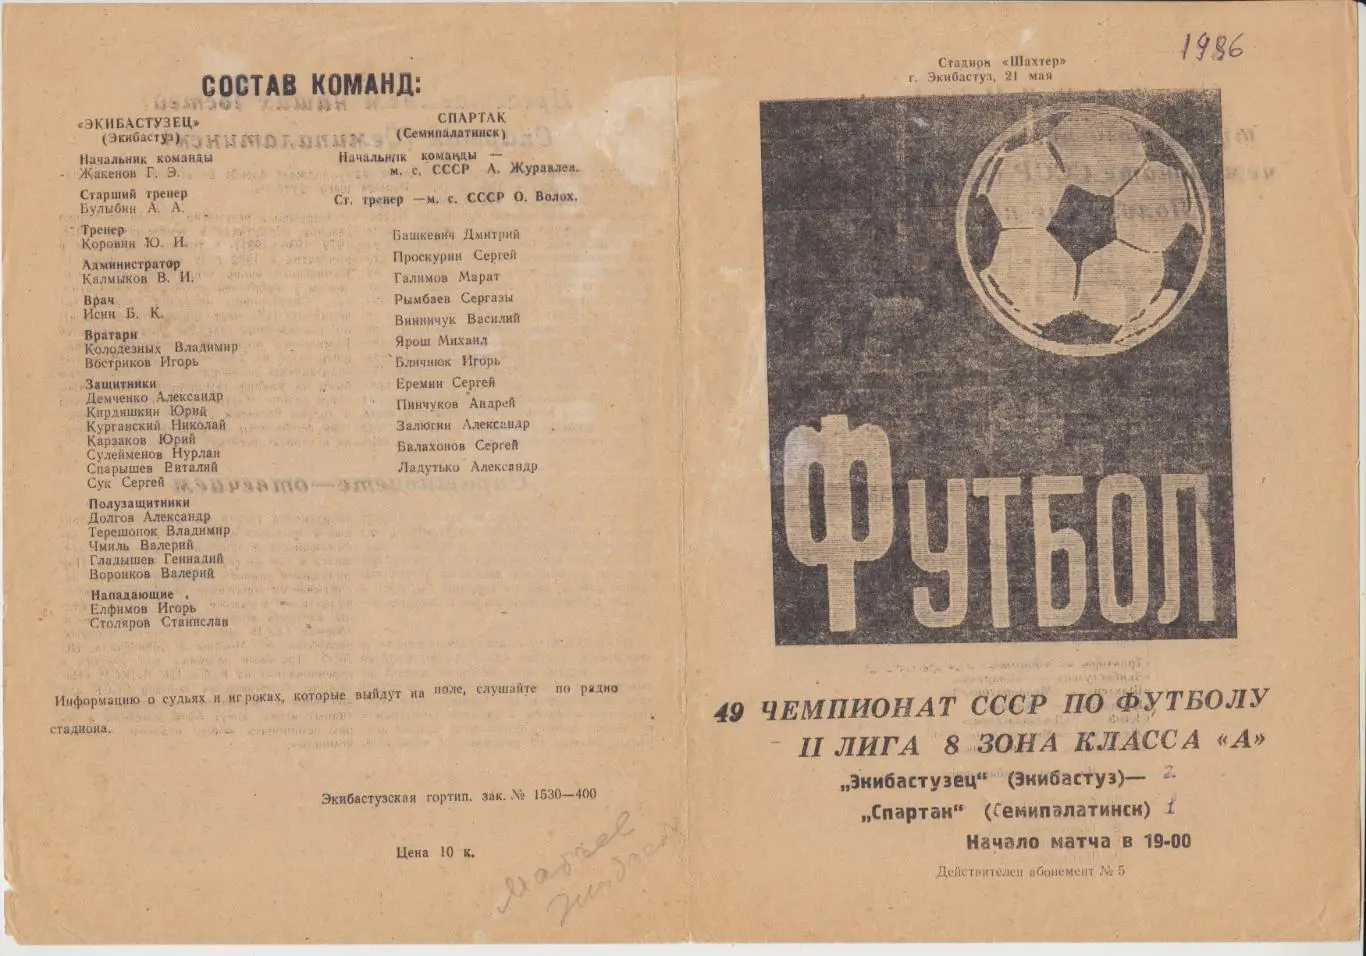 СОСТАВ КОМАНД:
«ЭКИБАСТУЗЕЦ»
(Экибастуз)
Начальник команды
Жакенов Г. Э.
Старший тренер
Булыбин А. А.
Тренер
Коровин Ю. И.
Администратор
Калмыков В. И.
Врач
Исин Б. К.
Вратари
Колодезных Владимир
Востриков Игорь
Защитники
Демченко Александр
Кирдяшкин Юрий
Курганский Николай
Карзаков Юрий
Сулейменов Нурлан
Спарышев Виталий
Сук Сергей
Полузащитники
Долгов Александр
Терешонок Владимир
Чмиль Валерий
Гладышев Геннадий
Воронков Валерий
Нападающие
Елфимов Игорь
Столяров Станислав
СПАРТАК
(Семипалатинск)
Начальник команды —
м. с. СССР А. Журавлев.
Ст. тренер —м. с. СССР О. Волох.
Башкевич Дмитрий
Проскурин Сергей
Галимов Марат
Рымбаев Сергазы
Винничук Василий
Ярош Михаил
Бличнюк Игорь
Еремин Сергей
Пинчуков Андрей
Залюгин Александр
Балахонов Сергей
Ладутько Александр
Информацию о судьях и игроках, которые выйдут на поле, слушайте по радио
стадиона.
Экибастузская гортип. зак. № 1530—400
Цена 10 к.
1986
Стадион «Шахтер»
г. Экибастуз, 21 мая
ФУТБОЛ
49 ЧЕМПИОНАТ СССР ПО ФУТБОЛУ
II ЛИГА 8 ЗОНА КЛАССА «А»
„Экибастузец“ (Экибастуз)— 2
„Спартак“ (Семипалатинск) 1
Начало матча в 19-00
Действителен абонемент № 5